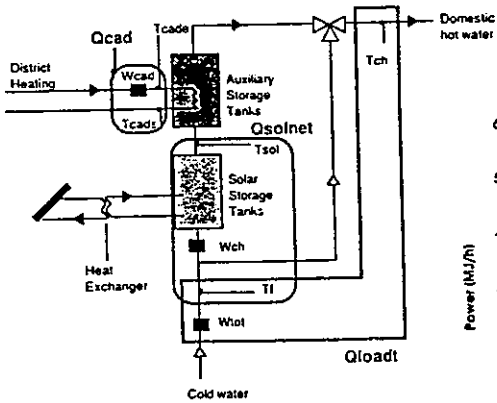 Qcad
Tcade
District
Heating
Wcad
Tcads
Auxiliary
Storage
Tanks
Domestic
hot water
Tch
Qsolnet
Tsol
Solar
Storage
Tanks
Heat
Exchanger
Wch
Tf
Wtot
Qloadt
Cold water
Power (MJ/h)